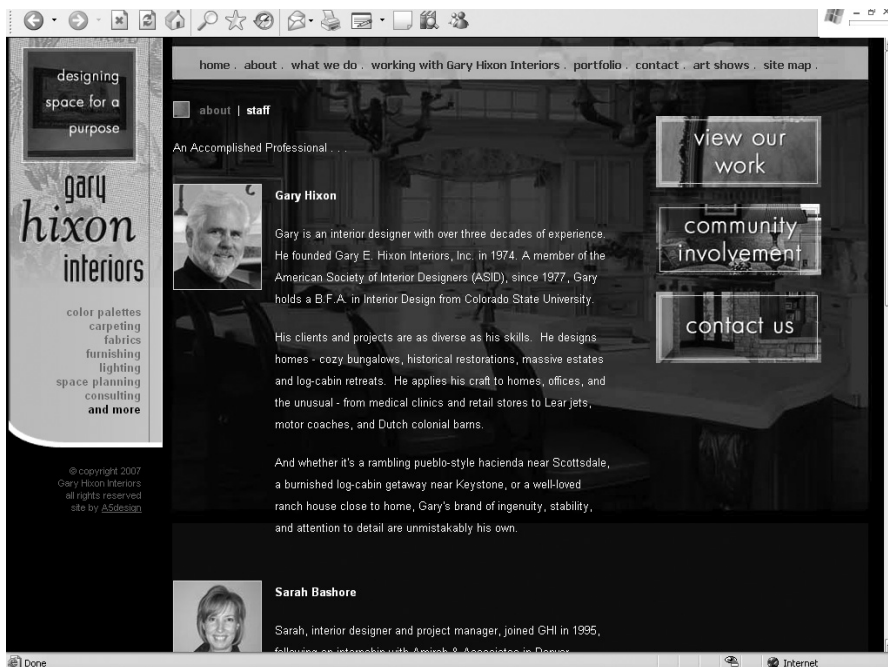 designing
space for a
purpose
gary
hixon
interiors
color palettes
carpeting
fabrics
furnishing
lighting
space planning
consulting
and more
© copyright 2007
Gary Hixon Interiors
all rights reserved
site by A5design
home . about . what we do . working with Gary Hixon Interiors . portfolio . contact . art shows . site map .
about | staff
An Accomplished Professional . . .
Gary Hixon
Gary is an interior designer with over three decades of experience.
He founded Gary E. Hixon Interiors, Inc. in 1974. A member of the
American Society of Interior Designers (ASID), since 1977, Gary
holds a B.F.A. in Interior Design from Colorado State University.
His clients and projects are as diverse as his skills. He designs
homes - cozy bungalows, historical restorations, massive estates
and log-cabin retreats. He applies his craft to homes, offices, and
the unusual - from medical clinics and retail stores to Lear jets,
motor coaches, and Dutch colonial barns.
And whether it's a rambling pueblo-style hacienda near Scottsdale,
a burnished log-cabin getaway near Keystone, or a well-loved
ranch house close to home, Gary's brand of ingenuity, stability,
and attention to detail are unmistakably his own.
Sarah Bashore
Sarah, interior designer and project manager, joined GHI in 1995,
following an internship with Amirob & Associates in Denver
view our
work
community
involvement
contact us
Done
Internet